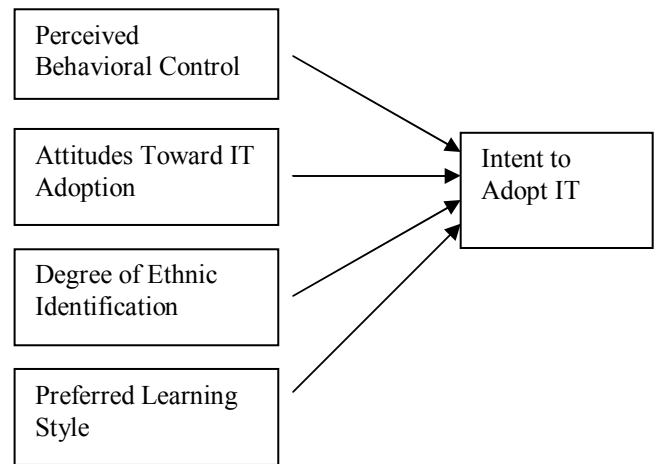 Perceived
Behavioral Control
Attitudes Toward IT
Adoption
Degree of Ethnic
Identification
Preferred Learning
Style
Intent to
Adopt IT